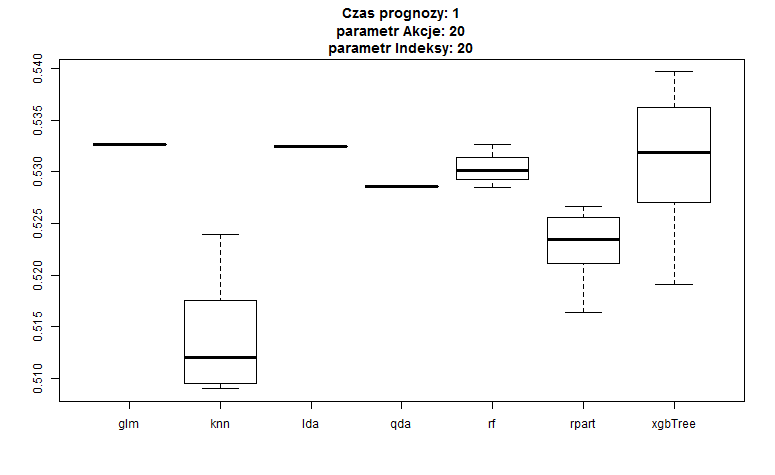 Czas prognozy: 1
parametr Akcje: 20
parametr Indeksy: 20
0.540
0.535
0.530
0.525
0.520
0.515
0.510
glm knn lda qda rf rpart xgbTree